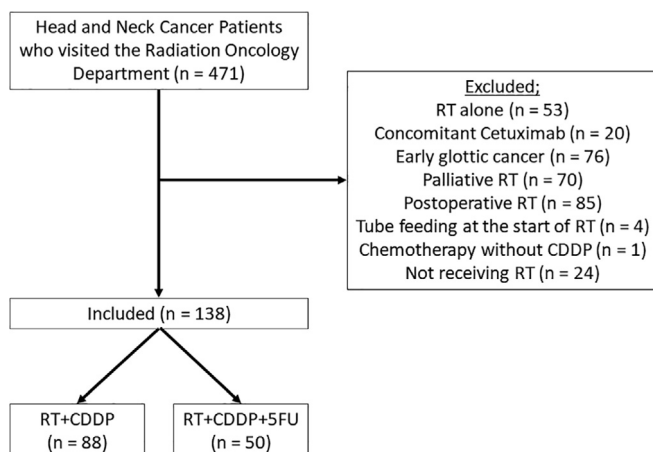 Head and Neck Cancer Patients
who visited the Radiation Oncology
Department (n = 471)
Excluded;
RT alone (n = 53)
Concomitant Cetuximab (n = 20)
Early glottic cancer (n = 76)
Palliative RT (n = 70)
Postoperative RT (n = 85)
Tube feeding at the start of RT (n = 4)
Chemotherapy without CDDP (n = 1)
Not receiving RT (n = 24)
Included (n = 138)
RT+CDDP
(n = 88)
RT+CDDP+5FU
(n = 50)